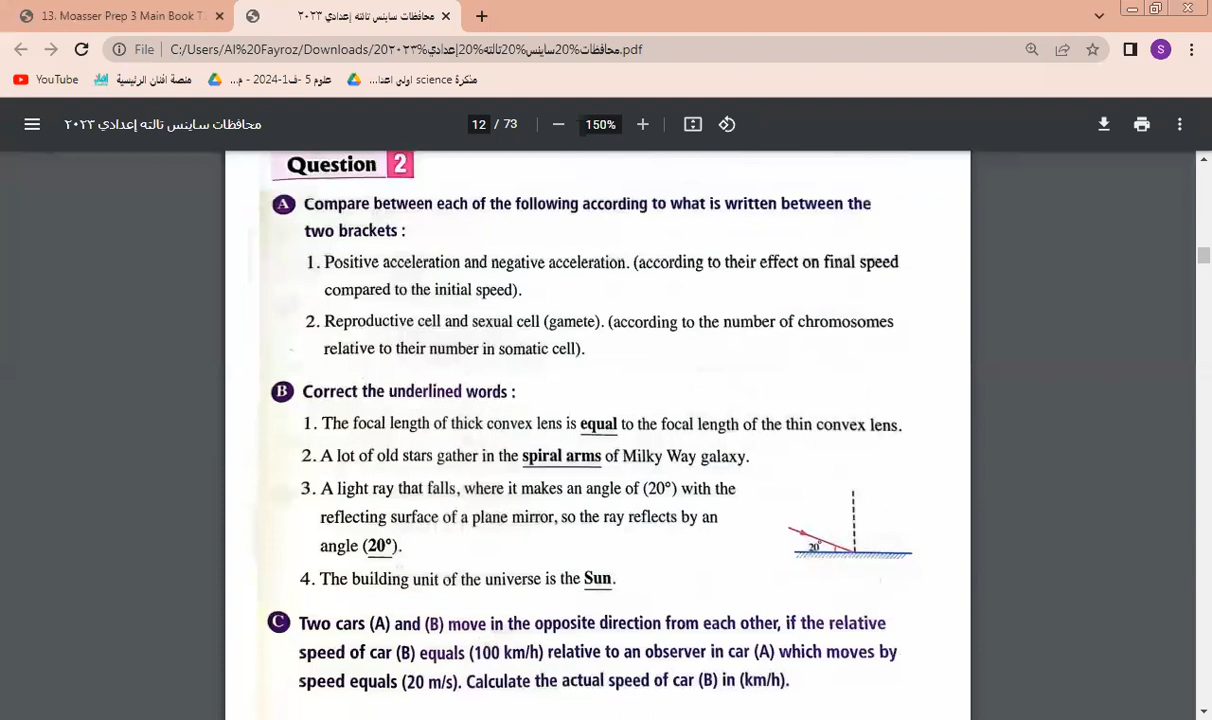 13. Moasser Prep 3 Main Book T
محافظات ساينس تالته إعدادي ٢٠٢٣
File
C:/Users/Al%20Fayroz/Downloads/محافظات%20ساينس%20تالته%20إعدادي%20٢٠٢٣.pdf
S
YouTube
منصة افنان الرئيسية
علوم 5 -ف1-2024 - م...
مذكرة science اولي اعدا...
محافظات ساينس تالته إعدادي ٢٠٢٣
12 / 73
150%
Question 2
A Compare between each of the following according to what is written between the
two brackets :
1. Positive acceleration and negative acceleration. (according to their effect on final speed
compared to the initial speed).
2. Reproductive cell and sexual cell (gamete). (according to the number of chromosomes
relative to their number in somatic cell).
B Correct the underlined words :
1. The focal length of thick convex lens is equal to the focal length of the thin convex lens.
2. A lot of old stars gather in the spiral arms of Milky Way galaxy.
3. A light ray that falls, where it makes an angle of (20°) with the
reflecting surface of a plane mirror, so the ray reflects by an
angle (20°).
20°
4. The building unit of the universe is the Sun.
C Two cars (A) and (B) move in the opposite direction from each other, if the relative
speed of car (B) equals (100 km/h) relative to an observer in car (A) which moves by
speed equals (20 m/s). Calculate the actual speed of car (B) in (km/h).